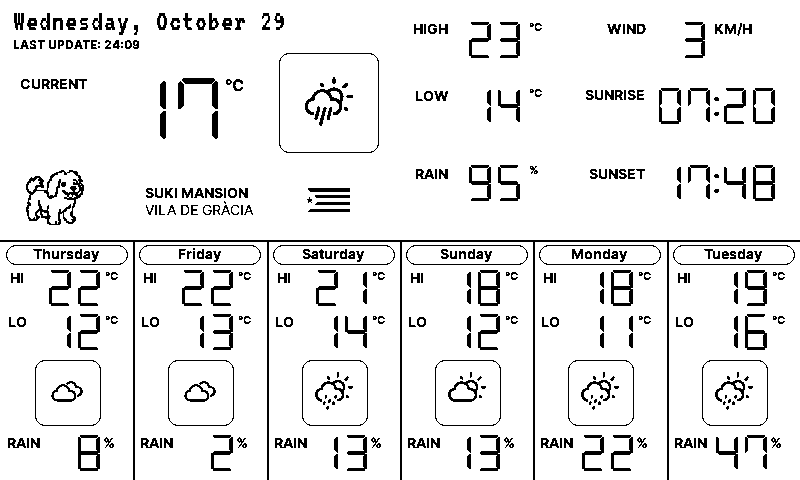 Wednesday, October 29
LAST UPDATE: 24:09
CURRENT
17 °C
HIGH 23 °C
LOW 14 °C
RAIN 95 %
WIND 3 KM/H
SUNRISE 07:20
SUNSET 17:48
SUKI MANSION
VILA DE GRÀCIA
Thursday
HI 22 °C
LO 12 °C
RAIN 8 %
Friday
HI 22 °C
LO 13 °C
RAIN 2 %
Saturday
HI 21 °C
LO 14 °C
RAIN 13 %
Sunday
HI 18 °C
LO 12 °C
RAIN 13 %
Monday
HI 18 °C
LO 11 °C
RAIN 22 %
Tuesday
HI 19 °C
LO 16 °C
RAIN 47 %